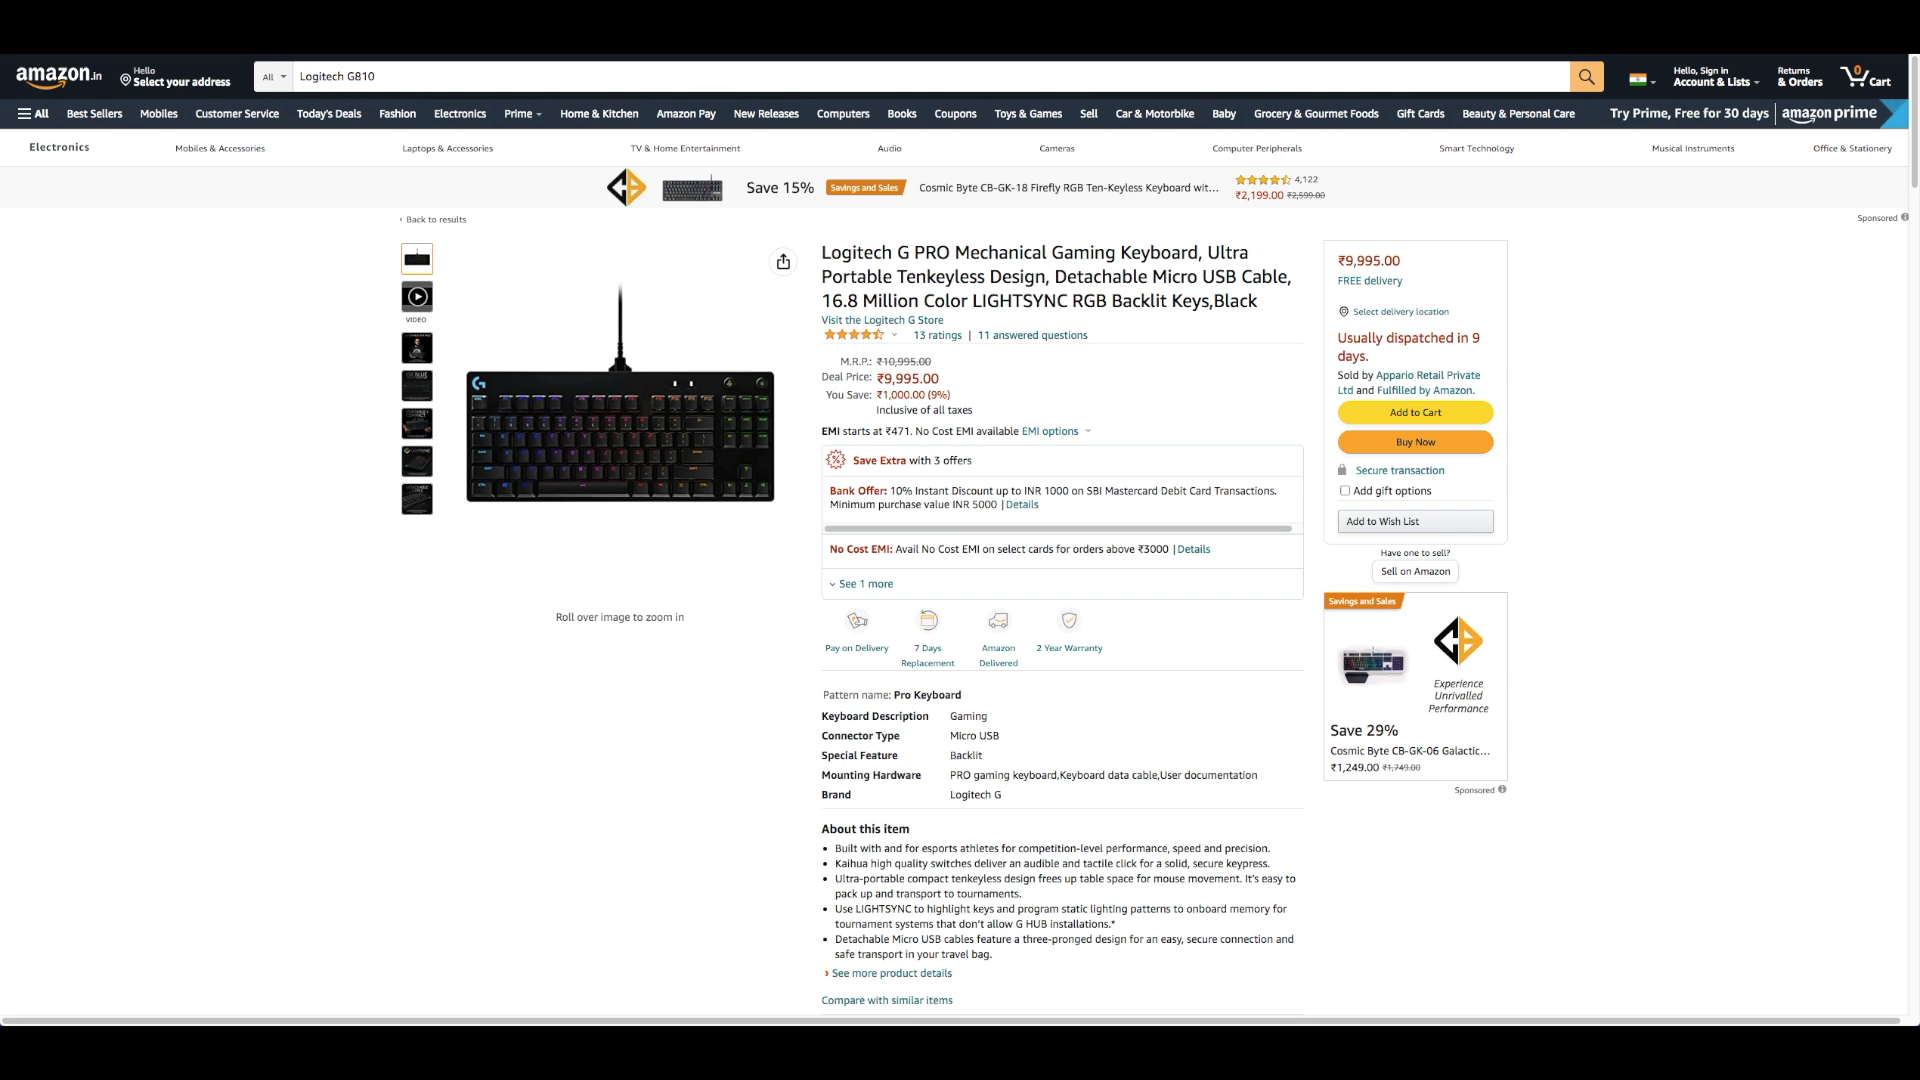 amazon.in
Hello
Select your address
All
Logitech G810
Hello, Sign in
Account & Lists
Returns
& Orders
0
Cart
All
Best Sellers
Mobiles
Customer Service
Today's Deals
Fashion
Electronics
Prime
Home & Kitchen
Amazon Pay
New Releases
Computers
Books
Coupons
Toys & Games
Sell
Car & Motorbike
Baby
Grocery & Gourmet Foods
Gift Cards
Beauty & Personal Care
Try Prime, Free for 30 days
amazon prime
Electronics
Mobiles & Accessories
Laptops & Accessories
TV & Home Entertainment
Audio
Cameras
Computer Peripherals
Smart Technology
Musical Instruments
Office & Stationery
Save 15%
Savings and Sales
Cosmic Byte CB-GK-18 Firefly RGB Ten-Keyless Keyboard wit...
4,122
₹2,199.00 ₹2,599.00
Sponsored
‹ Back to results
VIDEO
Roll over image to zoom in
Logitech G PRO Mechanical Gaming Keyboard, Ultra
Portable Tenkeyless Design, Detachable Micro USB Cable,
16.8 Million Color LIGHTSYNC RGB Backlit Keys,Black
Visit the Logitech G Store
13 ratings | 11 answered questions
M.R.P.: ₹10,995.00
Deal Price: ₹9,995.00
You Save: ₹1,000.00 (9%)
Inclusive of all taxes
EMI starts at ₹471. No Cost EMI available EMI options
Save Extra with 3 offers
Bank Offer: 10% Instant Discount up to INR 1000 on SBI Mastercard Debit Card Transactions.
Minimum purchase value INR 5000 | Details
No Cost EMI: Avail No Cost EMI on select cards for orders above ₹3000 | Details
See 1 more
Pay on Delivery
7 Days
Replacement
Amazon
Delivered
2 Year Warranty
Pattern name: Pro Keyboard
Keyboard Description Gaming
Connector Type Micro USB
Special Feature Backlit
Mounting Hardware PRO gaming keyboard,Keyboard data cable,User documentation
Brand Logitech G
About this item
• Built with and for esports athletes for competition-level performance, speed and precision.
• Kaihua high quality switches deliver an audible and tactile click for a solid, secure keypress.
• Ultra-portable compact tenkeyless design frees up table space for mouse movement. It's easy to
pack up and transport to tournaments.
• Use LIGHTSYNC to highlight keys and program static lighting patterns to onboard memory for
tournament systems that don't allow G HUB installations.*
• Detachable Micro USB cables feature a three-pronged design for an easy, secure connection and
safe transport in your travel bag.
› See more product details
Compare with similar items
₹9,995.00
FREE delivery
Select delivery location
Usually dispatched in 9
days.
Sold by Appario Retail Private
Ltd and Fulfilled by Amazon.
Add to Cart
Buy Now
Secure transaction
Add gift options
Add to Wish List
Have one to sell?
Sell on Amazon
Savings and Sales
Experience
Unrivalled
Performance
Save 29%
Cosmic Byte CB-GK-06 Galactic...
₹1,249.00 ₹1,749.00
Sponsored